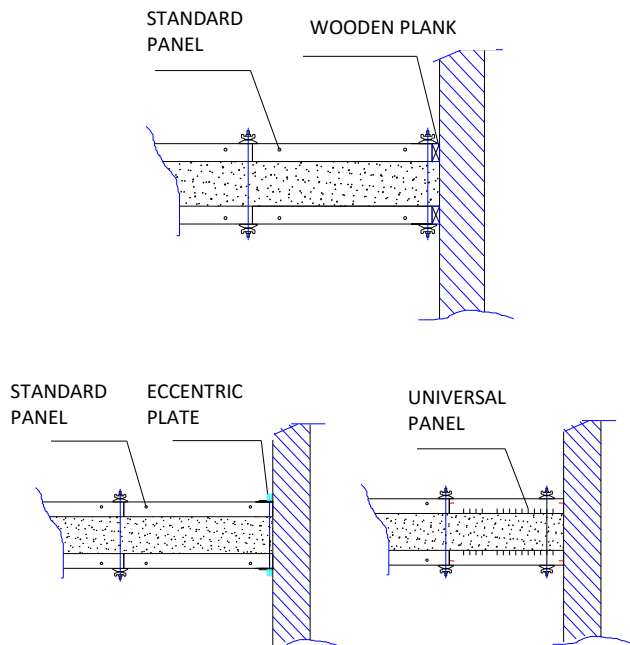 STANDARD
PANEL
WOODEN PLANK
STANDARD
PANEL
ECCENTRIC
PLATE
UNIVERSAL
PANEL